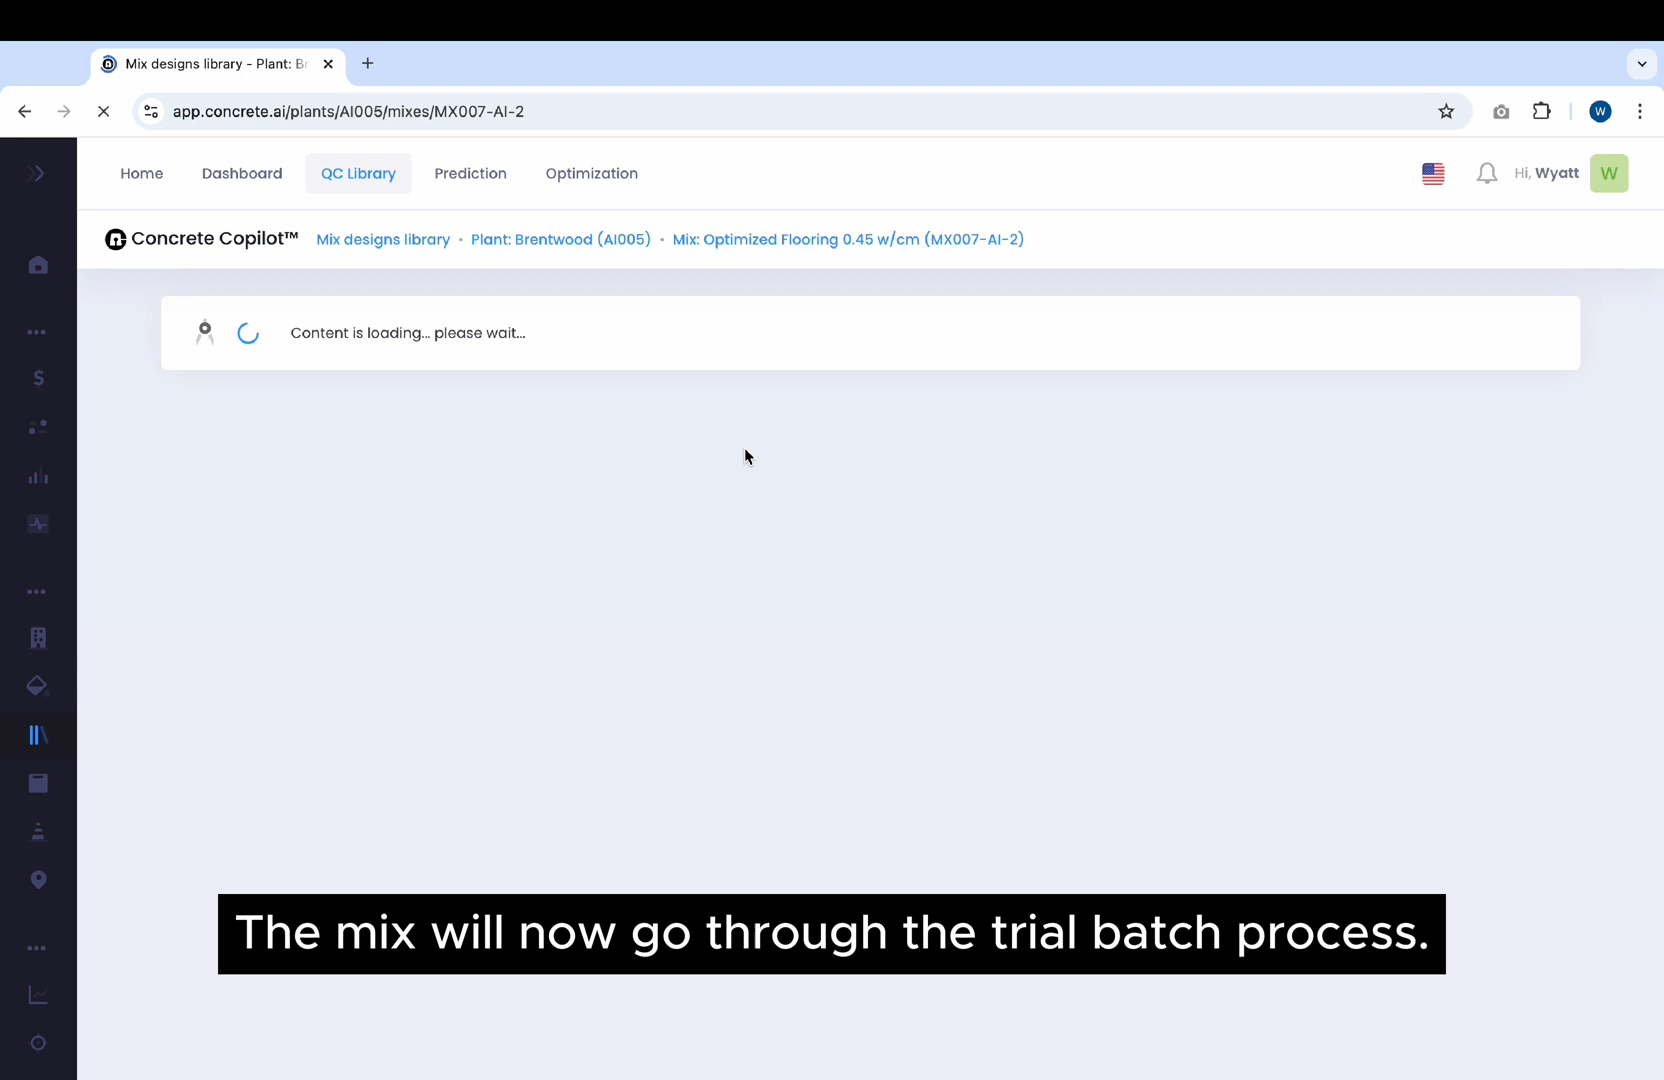 Mix designs library - Plant: Br
app.concrete.ai/plants/AI005/mixes/MX007-AI-2
W
Home
Dashboard
QC Library
Prediction
Optimization
Hi, Wyatt
W
Concrete Copilot™
Mix designs library • Plant: Brentwood (AI005) • Mix: Optimized Flooring 0.45 w/cm (MX007-AI-2)
Content is loading... please wait...
The mix will now go through the trial batch process.